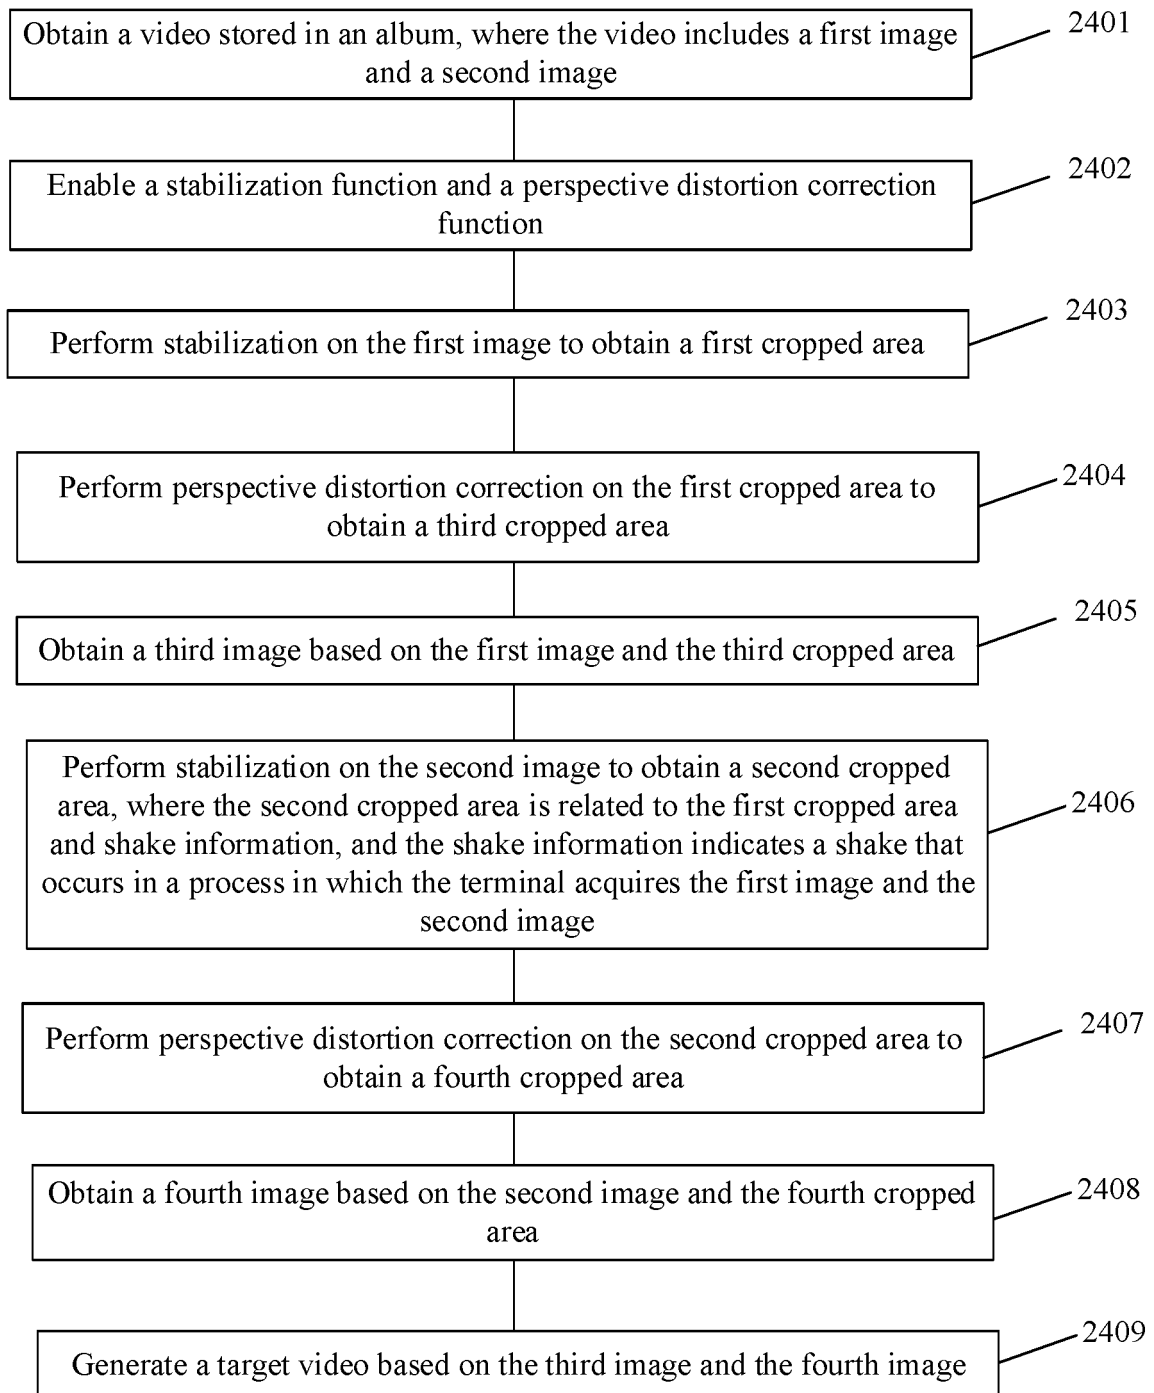 Obtain a video stored in an album, where the video includes a first image
and a second image
2401
Enable a stabilization function and a perspective distortion correction
function
2402
Perform stabilization on the first image to obtain a first cropped area
2403
Perform perspective distortion correction on the first cropped area to
obtain a third cropped area
2404
Obtain a third image based on the first image and the third cropped area
2405
Perform stabilization on the second image to obtain a second cropped
area, where the second cropped area is related to the first cropped area
and shake information, and the shake information indicates a shake that
occurs in a process in which the terminal acquires the first image and the
second image
2406
Perform perspective distortion correction on the second cropped area to
obtain a fourth cropped area
2407
Obtain a fourth image based on the second image and the fourth cropped
area
2408
Generate a target video based on the third image and the fourth image
2409